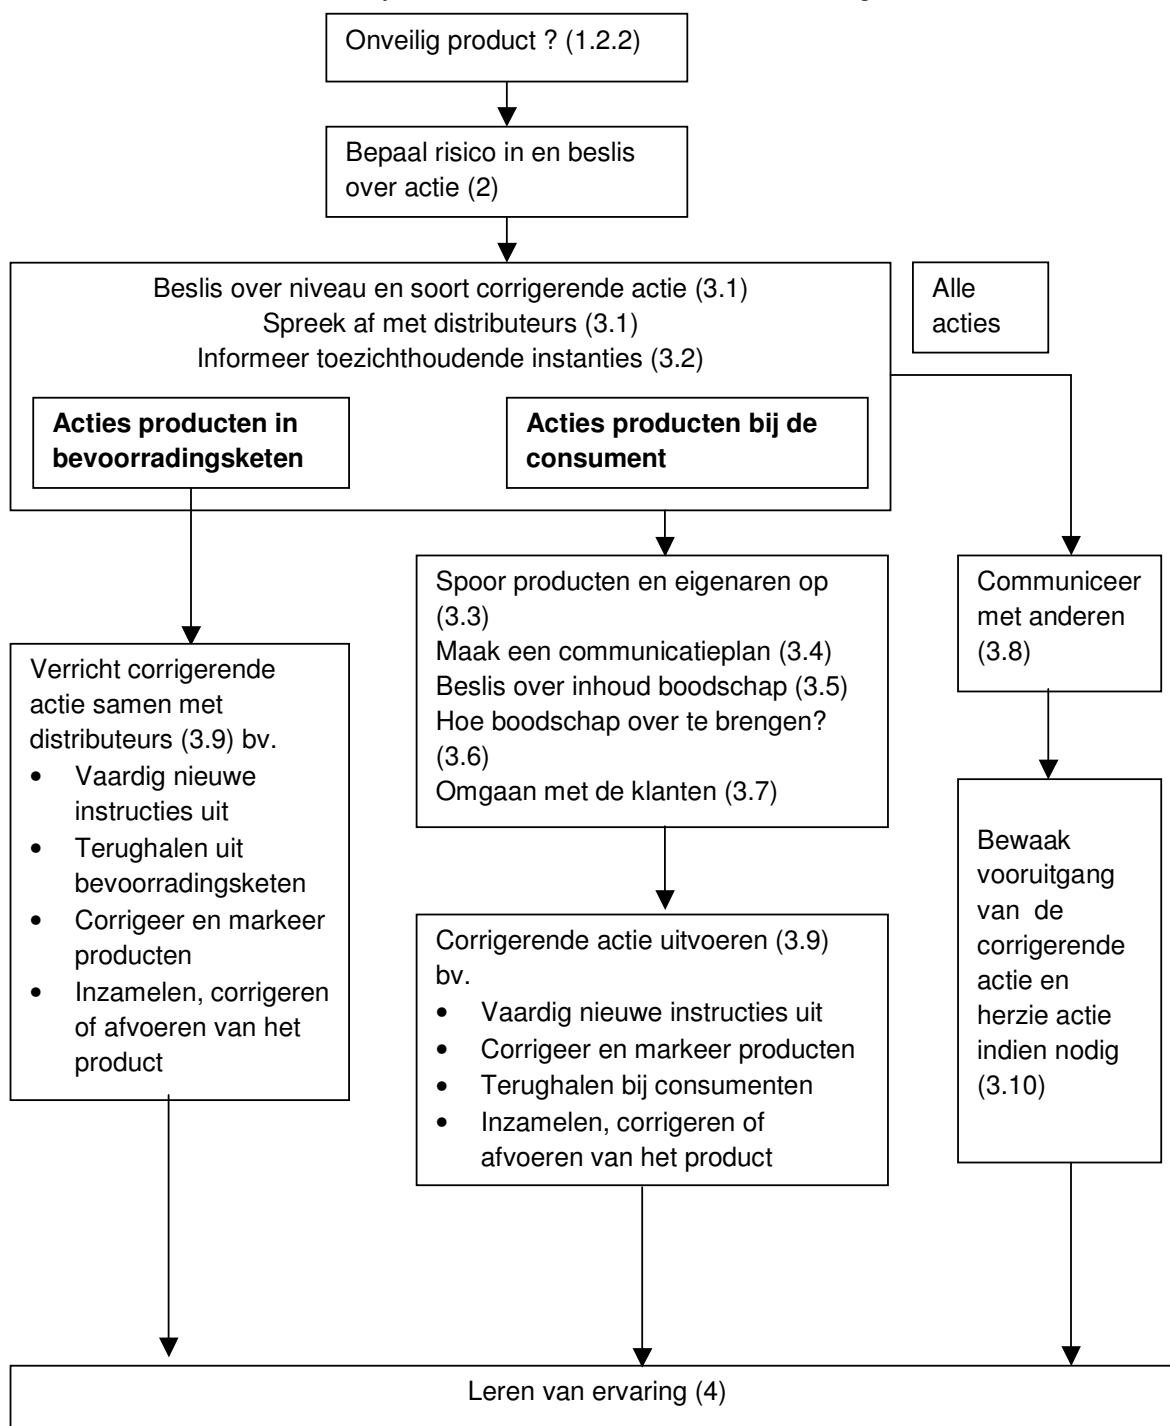 Onveilig product ? (1.2.2)
Bepaal risico in en beslis
over actie (2)
Beslis over niveau en soort corrigerende actie (3.1)
Spreek af met distributeurs (3.1)
Informeer toezichthoudende instanties (3.2)
Alle
acties
Acties producten in
bevoorradingsketen
Acties producten bij de
consument
Verricht corrigerende
actie samen met
distributeurs (3.9) bv.
• Vaardig nieuwe
instructies uit
• Terughalen uit
bevoorradingsketen
• Corrigeer en markeer
producten
• Inzamelen, corrigeren
of afvoeren van het
product
Spoor producten en eigenaren op
(3.3)
Maak een communicatieplan (3.4)
Beslis over inhoud boodschap (3.5)
Hoe boodschap over te brengen?
(3.6)
Omgaan met de klanten (3.7)
Corrigerende actie uitvoeren (3.9)
bv.
• Vaardig nieuwe instructies uit
• Corrigeer en markeer producten
• Terughalen bij consumenten
• Inzamelen, corrigeren of
afvoeren van het product
Communiceer
met anderen
(3.8)
Bewaak
vooruitgang
van de
corrigerende
actie en
herzie actie
indien nodig
(3.10)
Leren van ervaring (4)